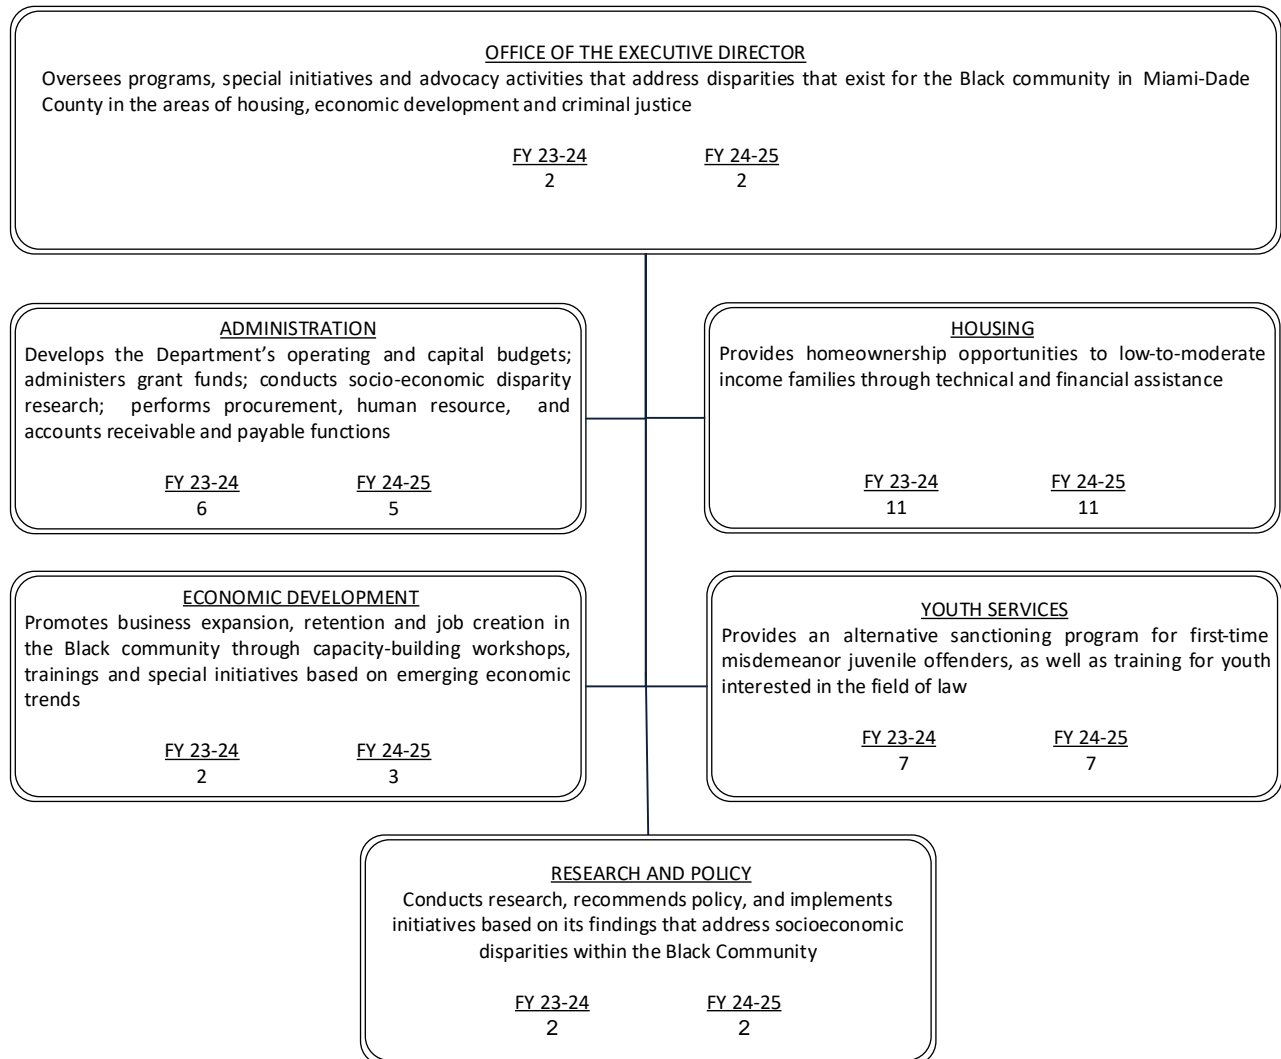 OFFICE OF THE EXECUTIVE DIRECTOR
Oversees programs, special initiatives and advocacy activities that address disparities that exist for the Black community in Miami-Dade
County in the areas of housing, economic development and criminal justice
FY 23-24 FY 24-25
2 2
ADMINISTRATION
Develops the Department’s operating and capital budgets;
administers grant funds; conducts socio-economic disparity
research; performs procurement, human resource, and
accounts receivable and payable functions
FY 23-24 FY 24-25
6 5
HOUSING
Provides homeownership opportunities to low-to-moderate
income families through technical and financial assistance
FY 23-24 FY 24-25
11 11
ECONOMIC DEVELOPMENT
Promotes business expansion, retention and job creation in
the Black community through capacity-building workshops,
trainings and special initiatives based on emerging economic
trends
FY 23-24 FY 24-25
2 3
YOUTH SERVICES
Provides an alternative sanctioning program for first-time
misdemeanor juvenile offenders, as well as training for youth
interested in the field of law
FY 23-24 FY 24-25
7 7
RESEARCH AND POLICY
Conducts research, recommends policy, and implements
initiatives based on its findings that address socioeconomic
disparities within the Black Community
FY 23-24 FY 24-25
2 2